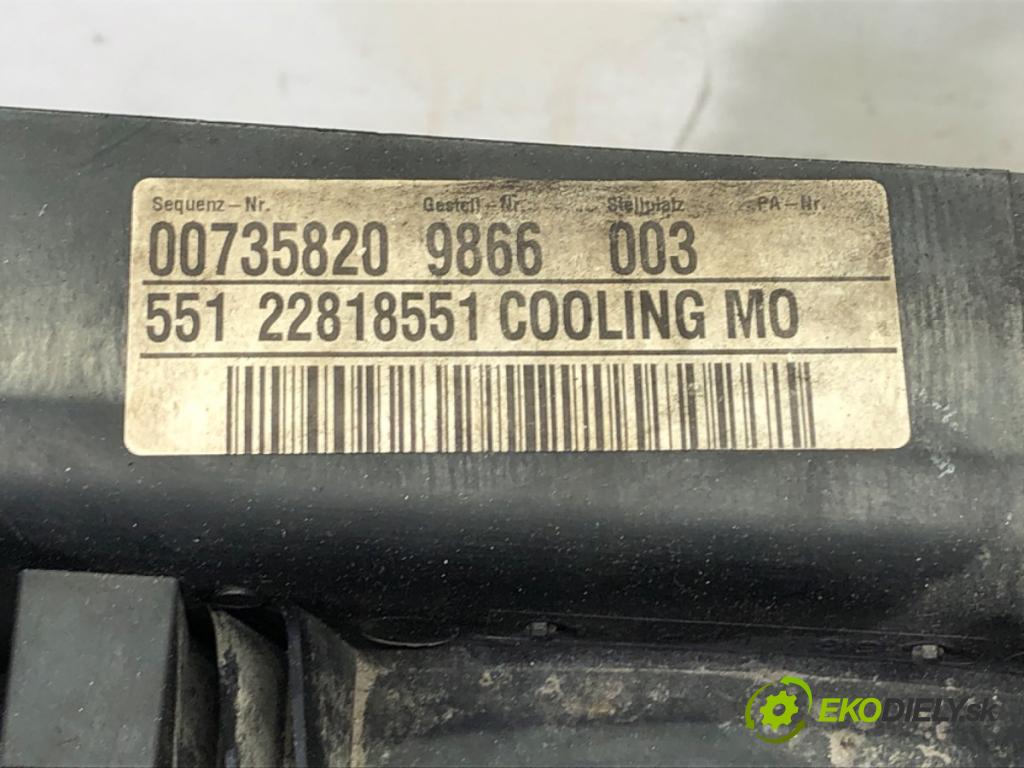 Sequenz-Nr. Gestell-Nr. Stellplatz PA-Nr.
00735820 9866 003
551 22818551 COOLING MO
EKODIELY.sk